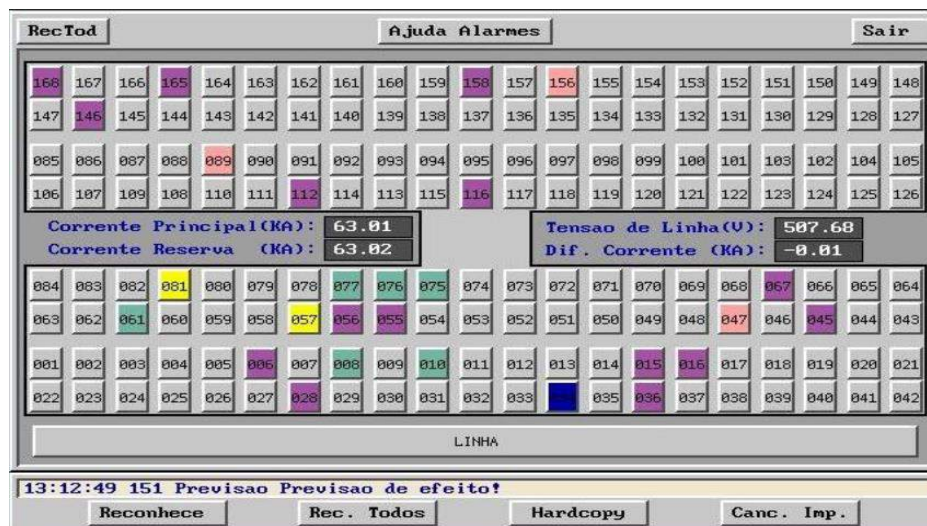 RecTod Ajuda Alarmes Sair
168 167 166 165 164 163 162 161 160 159 158 157 156 155 154 153 152 151 150 149 148
147 146 145 144 143 142 141 140 139 138 137 136 135 134 133 132 131 130 129 128 127
085 086 087 088 089 090 091 092 093 094 095 096 097 098 099 100 101 103 102 104 105
106 107 109 108 110 111 112 114 113 115 116 117 118 119 120 121 122 123 124 125 126
Corrente Principal(KA): 63.01 Tensao de Linha(V): 507.68
Corrente Reserva (KA): 63.02 Dif. Corrente (KA): -0.01
084 083 082 081 080 079 078 077 076 075 074 073 072 071 070 069 068 067 066 065 064
063 062 061 060 059 058 057 056 055 054 053 052 051 050 049 048 047 046 045 044 043
001 002 003 004 005 006 007 008 009 010 011 012 013 014 015 016 017 018 019 020 021
022 023 024 025 026 027 028 029 030 031 032 033 034 035 036 037 038 039 040 041 042
LINHA
13:12:49 151 Previsao Previsao de efeito!
Reconhece Rec. Todos Hardcopy Canc. Imp.